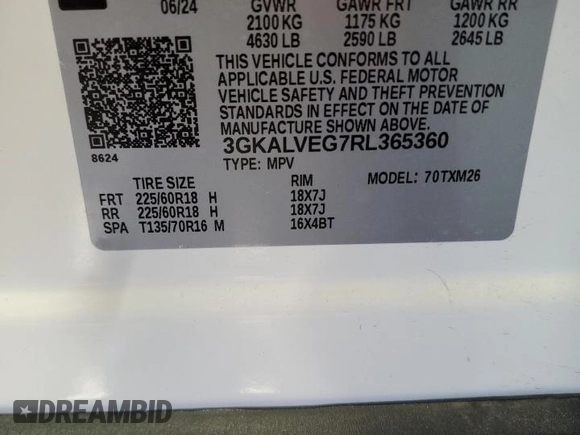 06/24 GVWR GAWR FRT GAWR RR
2100 KG 1175 KG 1200 KG
4630 LB 2590 LB 2645 LB
THIS VEHICLE CONFORMS TO ALL
APPLICABLE U.S. FEDERAL MOTOR
VEHICLE SAFETY AND THEFT PREVENTION
STANDARDS IN EFFECT ON THE DATE OF
MANUFACTURE SHOWN ABOVE.
8624 3GKALVEG7RL365360
TYPE: MPV MODEL: 70TXM26
TIRE SIZE RIM
FRT 225/60R18 H 18X7J
RR 225/60R18 H 18X7J
SPA T135/70R16 M 16X4BT
DREAMBID